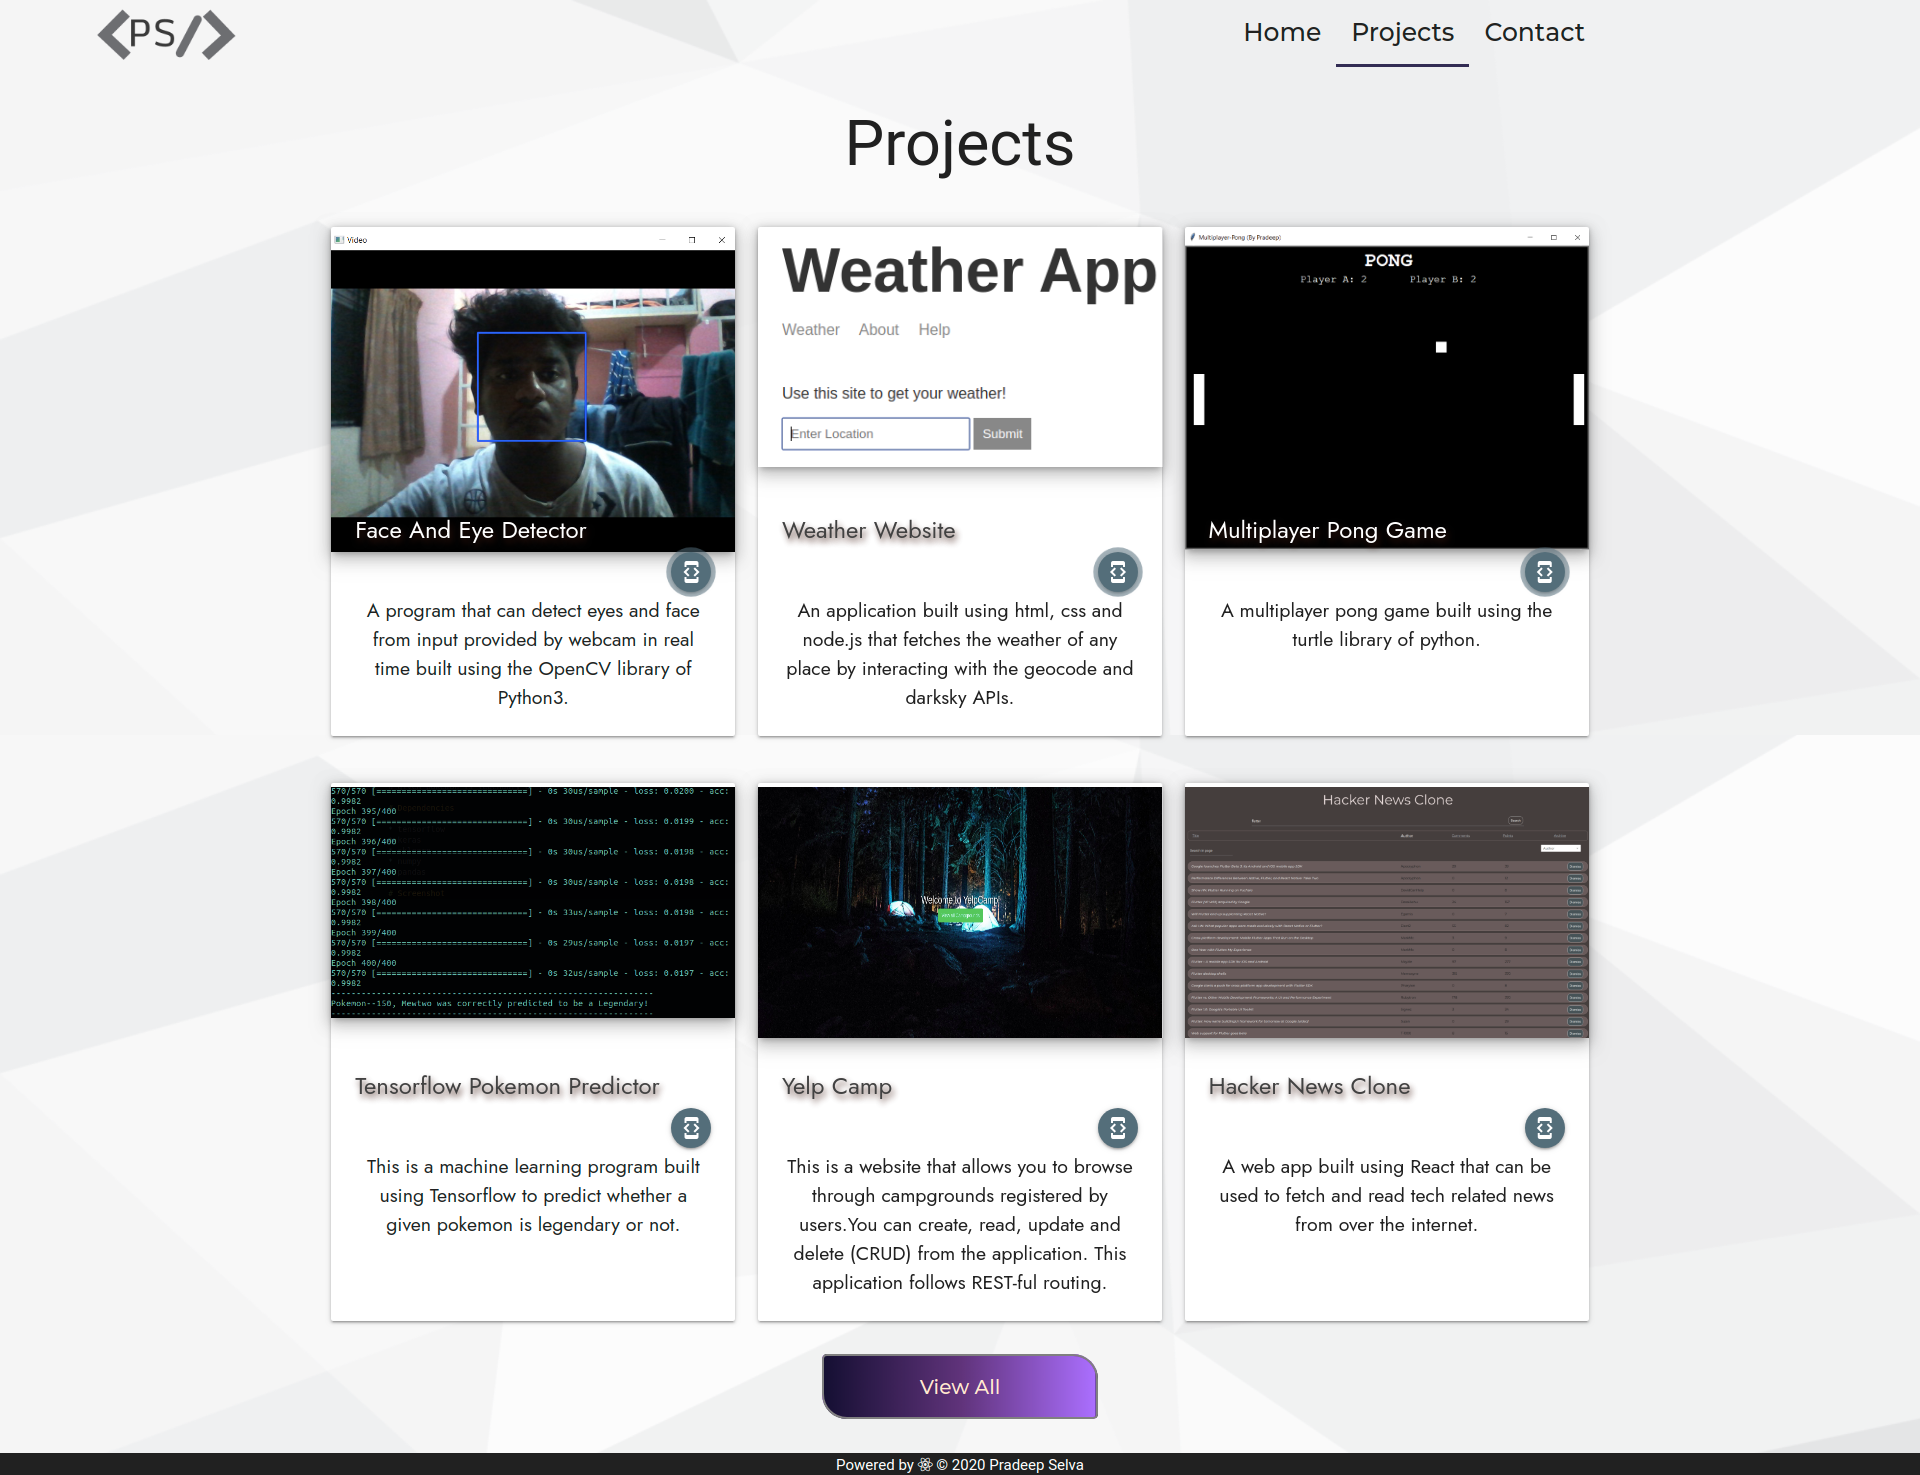 <PS/>
Home Projects Contact
Projects
Video
Face And Eye Detector
A program that can detect eyes and face
from input provided by webcam in real
time built using the OpenCV library of
Python3.
Weather App
Weather About Help
Use this site to get your weather!
Enter Location Submit
Weather Website
An application built using html, css and
node.js that fetches the weather of any
place by interacting with the geocode and
darksky APIs.
Multiplayer-Pong (By Pradeep)
PONG
Player A: 2 Player B: 2
Multiplayer Pong Game
A multiplayer pong game built using the
turtle library of python.
570/570 [==============================] - 0s 30us/sample - loss: 0.0200 - acc:
0.9982
Epoch 395/400
570/570 [==============================] - 0s 30us/sample - loss: 0.0199 - acc:
0.9982
Epoch 396/400
570/570 [==============================] - 0s 30us/sample - loss: 0.0198 - acc:
0.9982
Epoch 397/400
570/570 [==============================] - 0s 30us/sample - loss: 0.0198 - acc:
0.9982
Epoch 398/400
570/570 [==============================] - 0s 33us/sample - loss: 0.0198 - acc:
0.9982
Epoch 399/400
570/570 [==============================] - 0s 29us/sample - loss: 0.0197 - acc:
0.9982
Epoch 400/400
570/570 [==============================] - 0s 32us/sample - loss: 0.0197 - acc:
0.9982
Pokemon--150, Mewtwo was correctly predicted to be a Legendary!
Tensorflow Pokemon Predictor
This is a machine learning program built
using Tensorflow to predict whether a
given pokemon is legendary or not.
Welcome to YelpCamp
Yelp Camp
This is a website that allows you to browse
through campgrounds registered by
users.You can create, read, update and
delete (CRUD) from the application. This
application follows REST-ful routing.
Hacker News Clone
Hacker News Clone
A web app built using React that can be
used to fetch and read tech related news
from over the internet.
View All
Powered by © 2020 Pradeep Selva